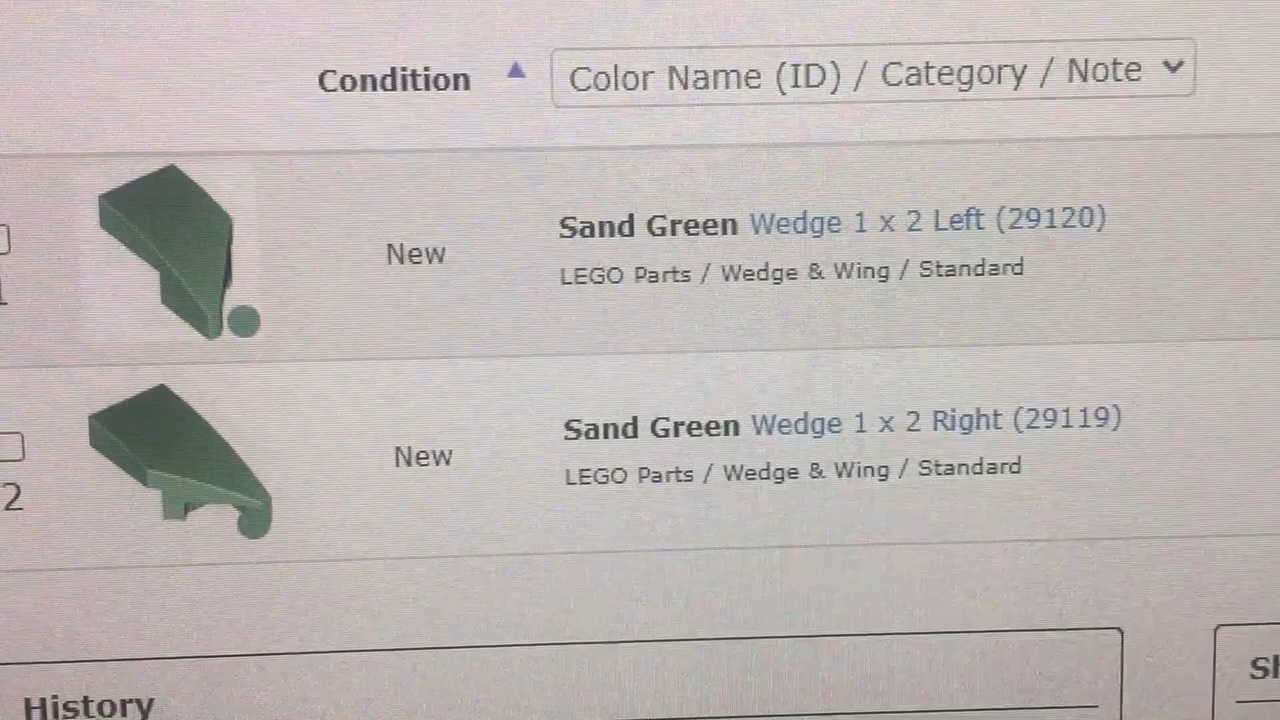 Condition ▲ Color Name (ID) / Category / Note
New
Sand Green Wedge 1 x 2 Left (29120)
LEGO Parts / Wedge & Wing / Standard
2
New
Sand Green Wedge 1 x 2 Right (29119)
LEGO Parts / Wedge & Wing / Standard
History